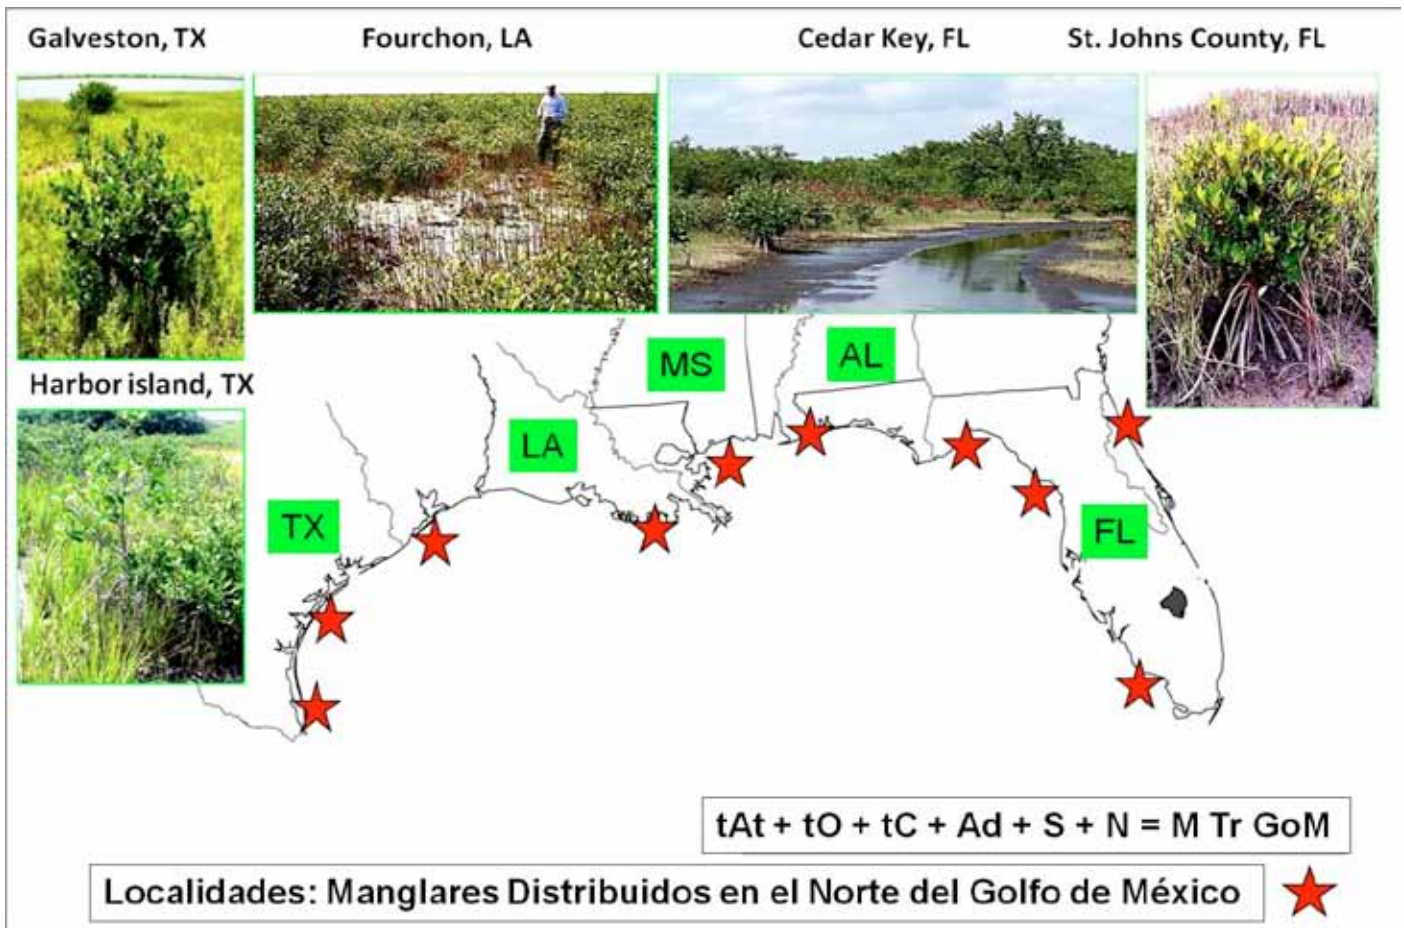 Galveston, TX
Fourchon, LA
Cedar Key, FL
St. Johns County, FL
Harbor island, TX
MS
AL
LA
TX
FL
tAt + tO + tC + Ad + S + N = M Tr GoM
Localidades: Manglares Distribuidos en el Norte del Golfo de México